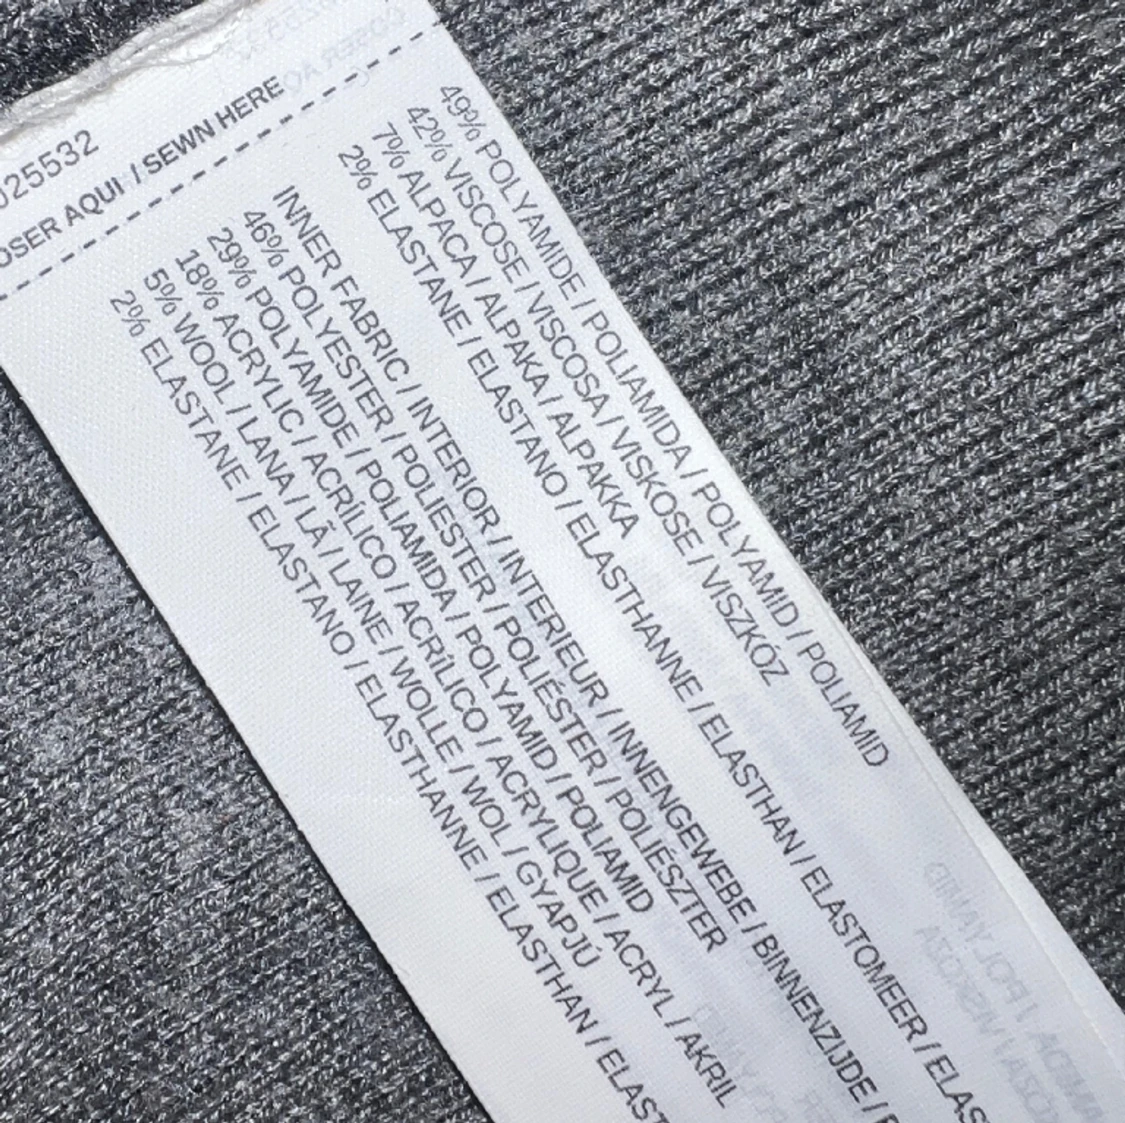 025532
OSER AQUI / SEWN HERE
49% POLYAMIDE / POLIAMIDA / POLYAMID / POLIAMID
42% VISCOSE / VISCOSA / VISKOSE / VISZKÓZ
7% ALPACA / ALPAKA / ALPAKKA
2% ELASTANE / ELASTANO / ELASTHANNE / ELASTHAN / ELASTOMEER / ELAS
INNER FABRIC / INTERIOR / INTERIEUR / INNENGEWEBE / BINNENZIJDE /
46% POLYESTER / POLIESTER / POLIÉSTER / POLIÉSZTER
29% POLYAMIDE / POLIAMIDA / POLYAMID / POLIAMID
18% ACRYLIC / ACRÍLICO / ACRÍLICO / ACRYLIQUE / ACRYL / AKRIL
5% WOOL / LANA / LÃ / LAINE / WOLLE / WOL / GYAPJÚ
2% ELASTANE / ELASTANO / ELASTHANNE / ELASTHAN / ELAST